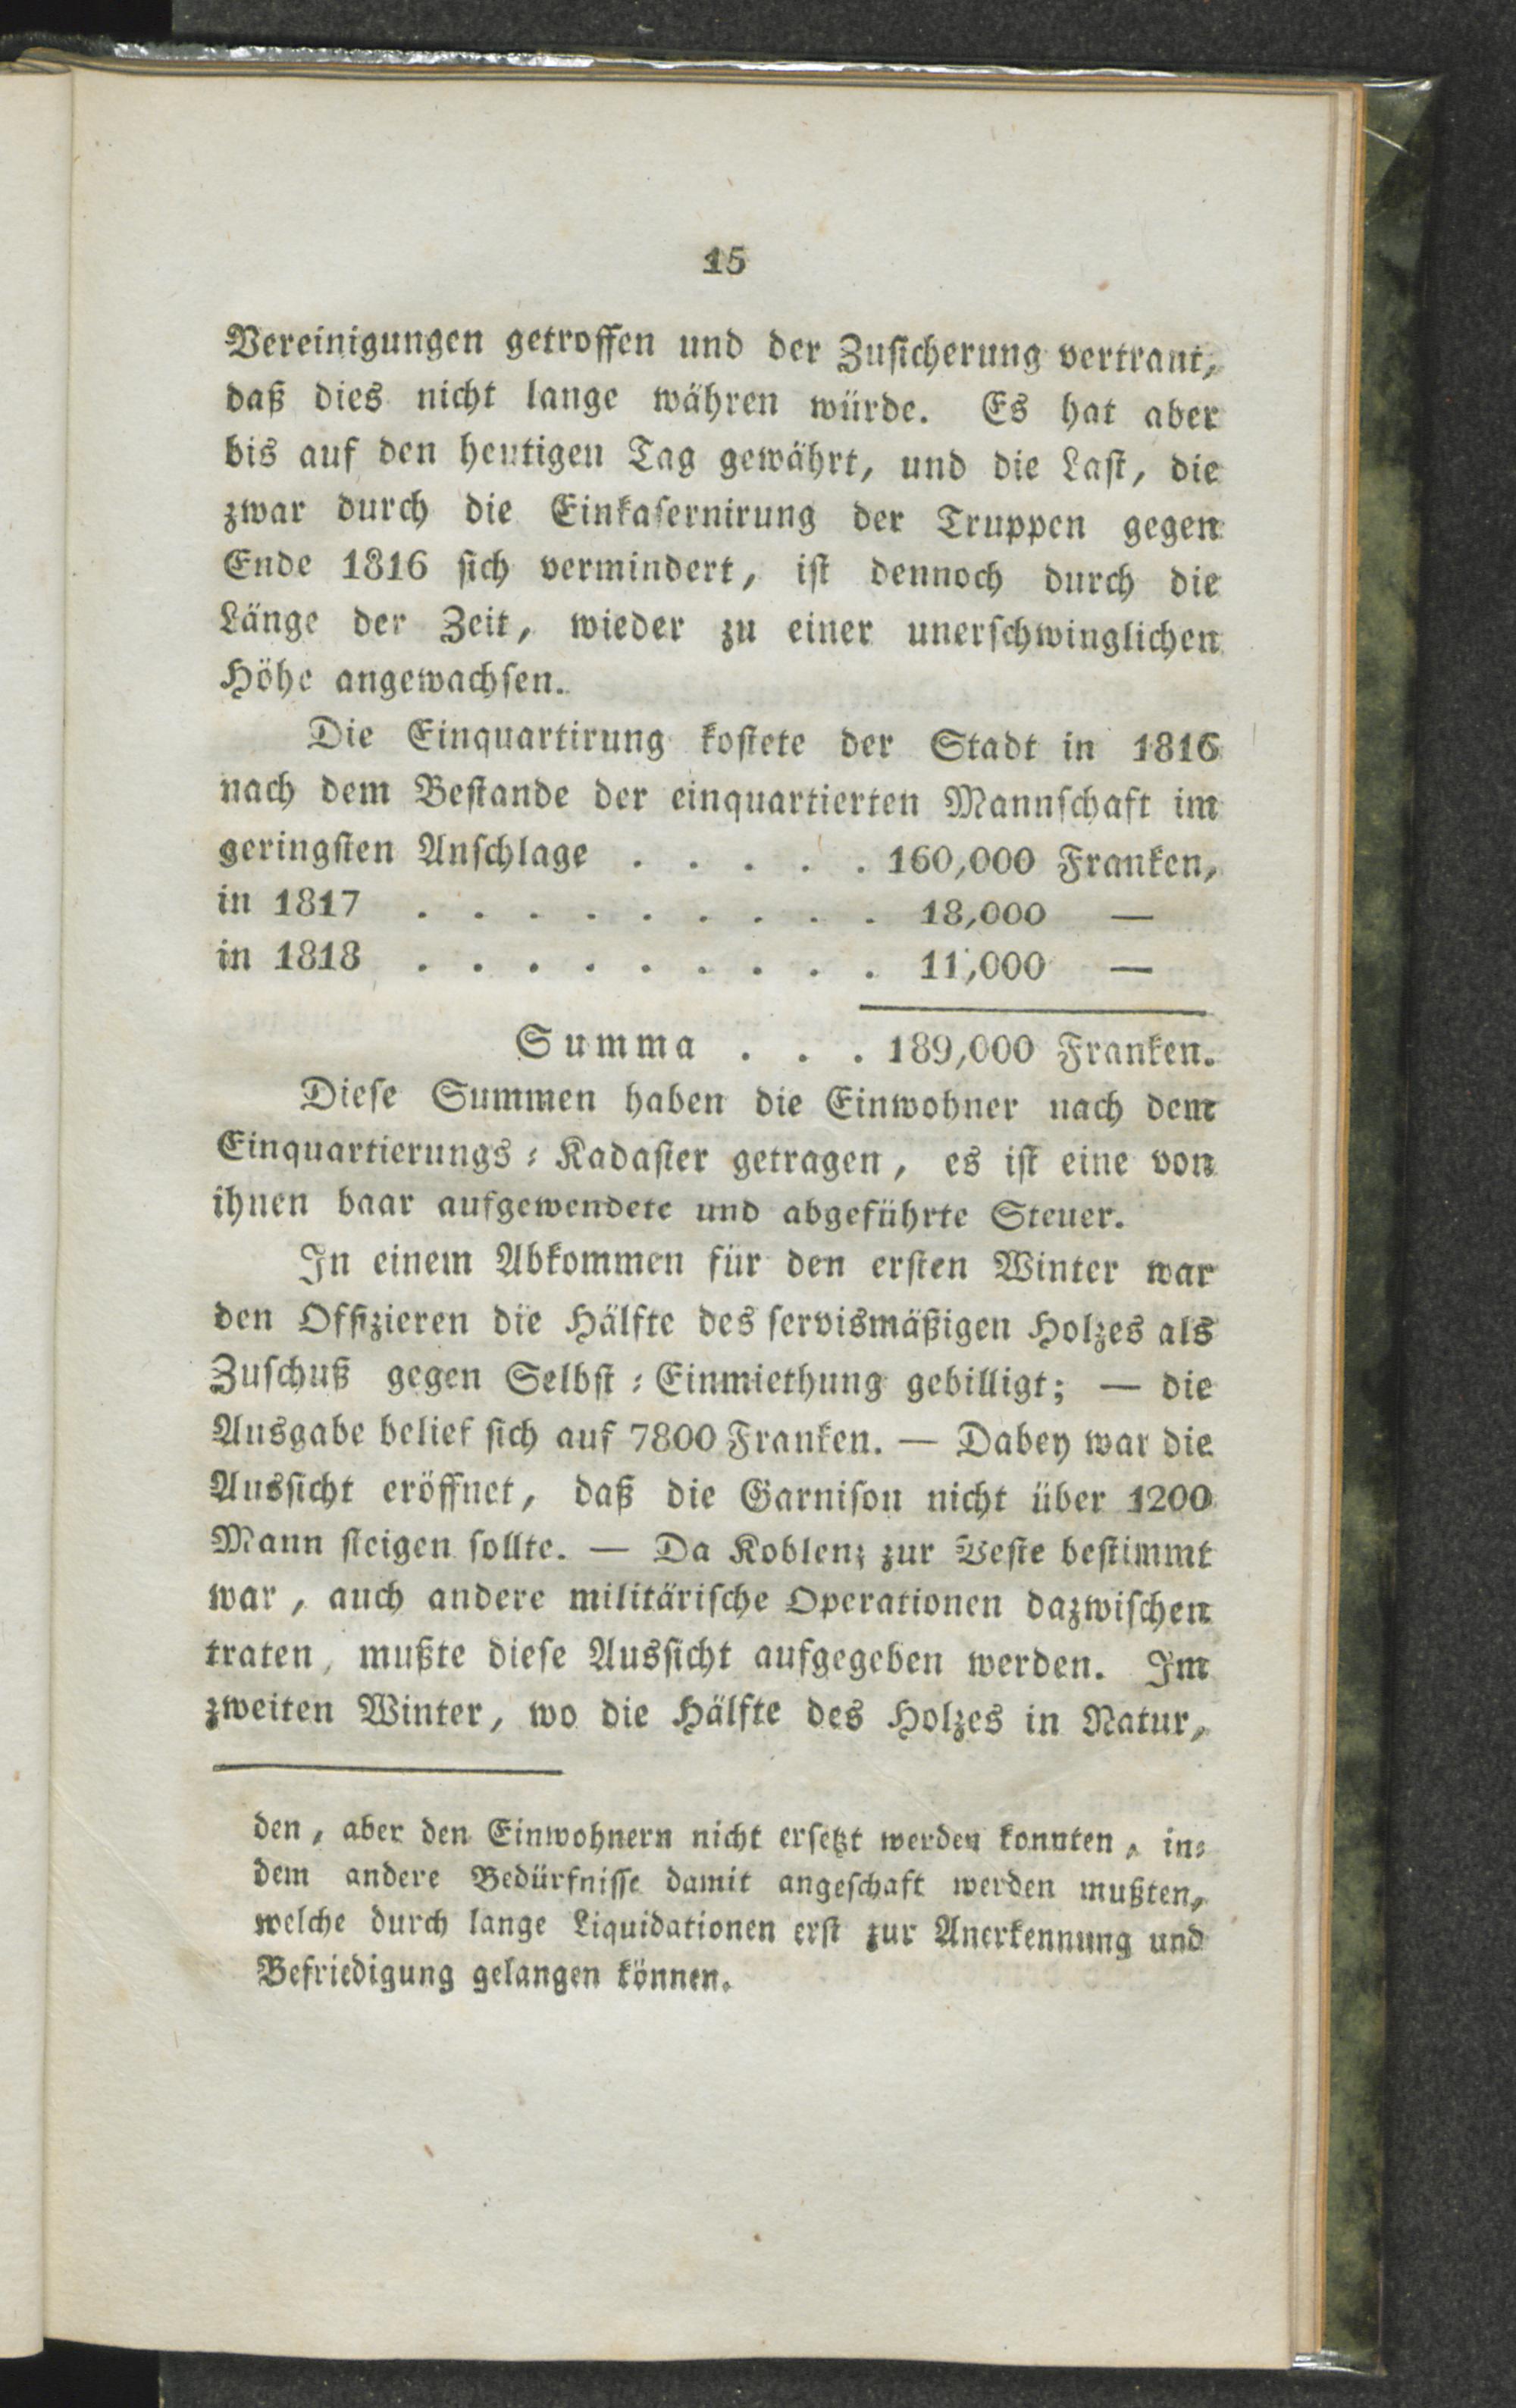 15
Vereinigungen getroffen und der Zusicherung vertraut,
daß dies nicht lange währen würde. Es hat aber
bis auf den heutigen Tag gewährt, und die Last, die
zwar durch die Einkasernirung der Truppen gegen
Ende 1816 sich vermindert, ist dennoch durch die
Länge der Zeit, wieder zu einer unerschwinglichen
Höhe angewachsen.
Die Einquartirung kostete der Stadt in 1816
nach dem Bestande der einquartierten Mannschaft im
geringsten Anschlage . . . . . 160,000 Franken,
in 1817 . . . . . . . . . 18,000 —
in 1818 . . . . . . . . . 11,000 —
Summa . . . 189,000 Franken.
Diese Summen haben die Einwohner nach dem
Einquartierungs-Kadaster getragen, es ist eine von
ihnen baar aufgewendete und abgeführte Steuer.
In einem Abkommen für den ersten Winter war
den Offizieren die Hälfte des servismäßigen Holzes als
Zuschuß gegen Selbst-Einmiethung gebilligt; — die
Ausgabe belief sich auf 7800 Franken. — Dabey war die
Aussicht eröffnet, daß die Garnison nicht über 1200
Mann steigen sollte. — Da Koblenz zur Veste bestimmt
war, auch andere militärische Operationen dazwischen
traten, mußte diese Aussicht aufgegeben werden. Im
zweiten Winter, wo die Hälfte des Holzes in Natur,
den, aber den Einwohnern nicht ersetzt werden konnten, in-
dem andere Bedürfnisse damit angeschaft werden mußten,
welche durch lange Liquidationen erst zur Anerkennung und
Befriedigung gelangen können.